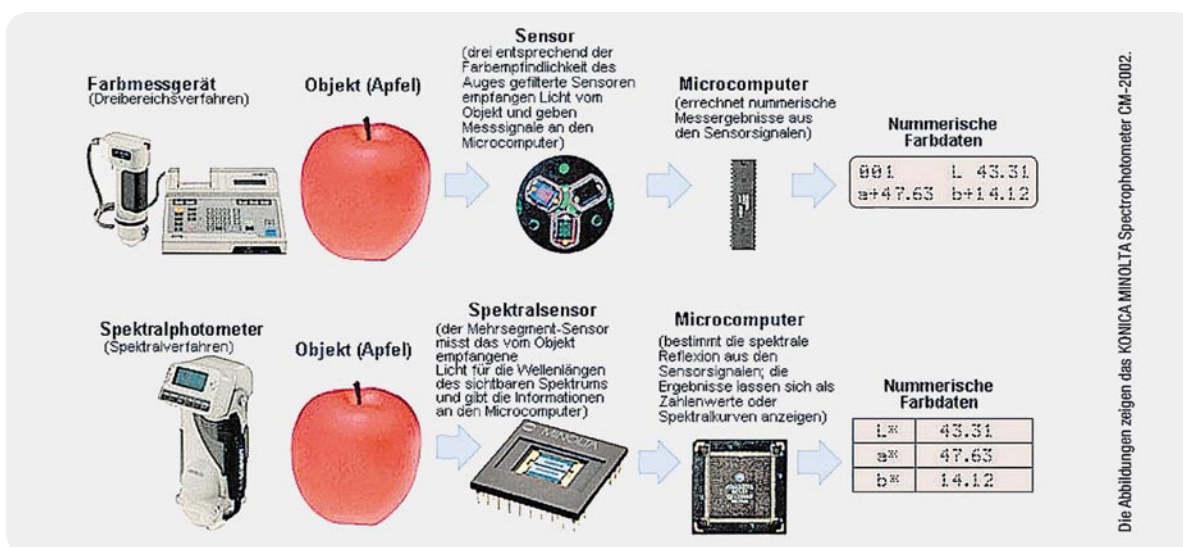 Farbmessgerät
(Dreibereichsverfahren)
Objekt (Apfel)
Sensor
(drei entsprechend der
Farbempfindlichkeit des
Auges gefilterte Sensoren
empfangen Licht vom
Objekt und geben
Messsignale an den
Microcomputer)
Microcomputer
(errechnet nummerische
Messergebnisse aus
den Sensorsignalen)
Nummerische
Farbdaten
001 L 43.31
a+47.63 b+14.12
Spektralphotometer
(Spektralverfahren)
Objekt (Apfel)
Spektralsensor
(der Mehrsegment-Sensor
misst das vom Objekt
empfangene
Licht für die Wellenlängen
des sichtbaren Spektrums
und gibt die Informationen
an den Microcomputer)
MINOLTA
Microcomputer
(bestimmt die spektrale
Reflexion aus den
Sensorsignalen; die
Ergebnisse lassen sich als
Zahlenwerte oder
Spektralkurven anzeigen)
Nummerische
Farbdaten
L* 43.31
a* 47.63
b* 14.12
Die Abbildungen zeigen das KONICA MINOLTA Spectrophotometer CM-2002.